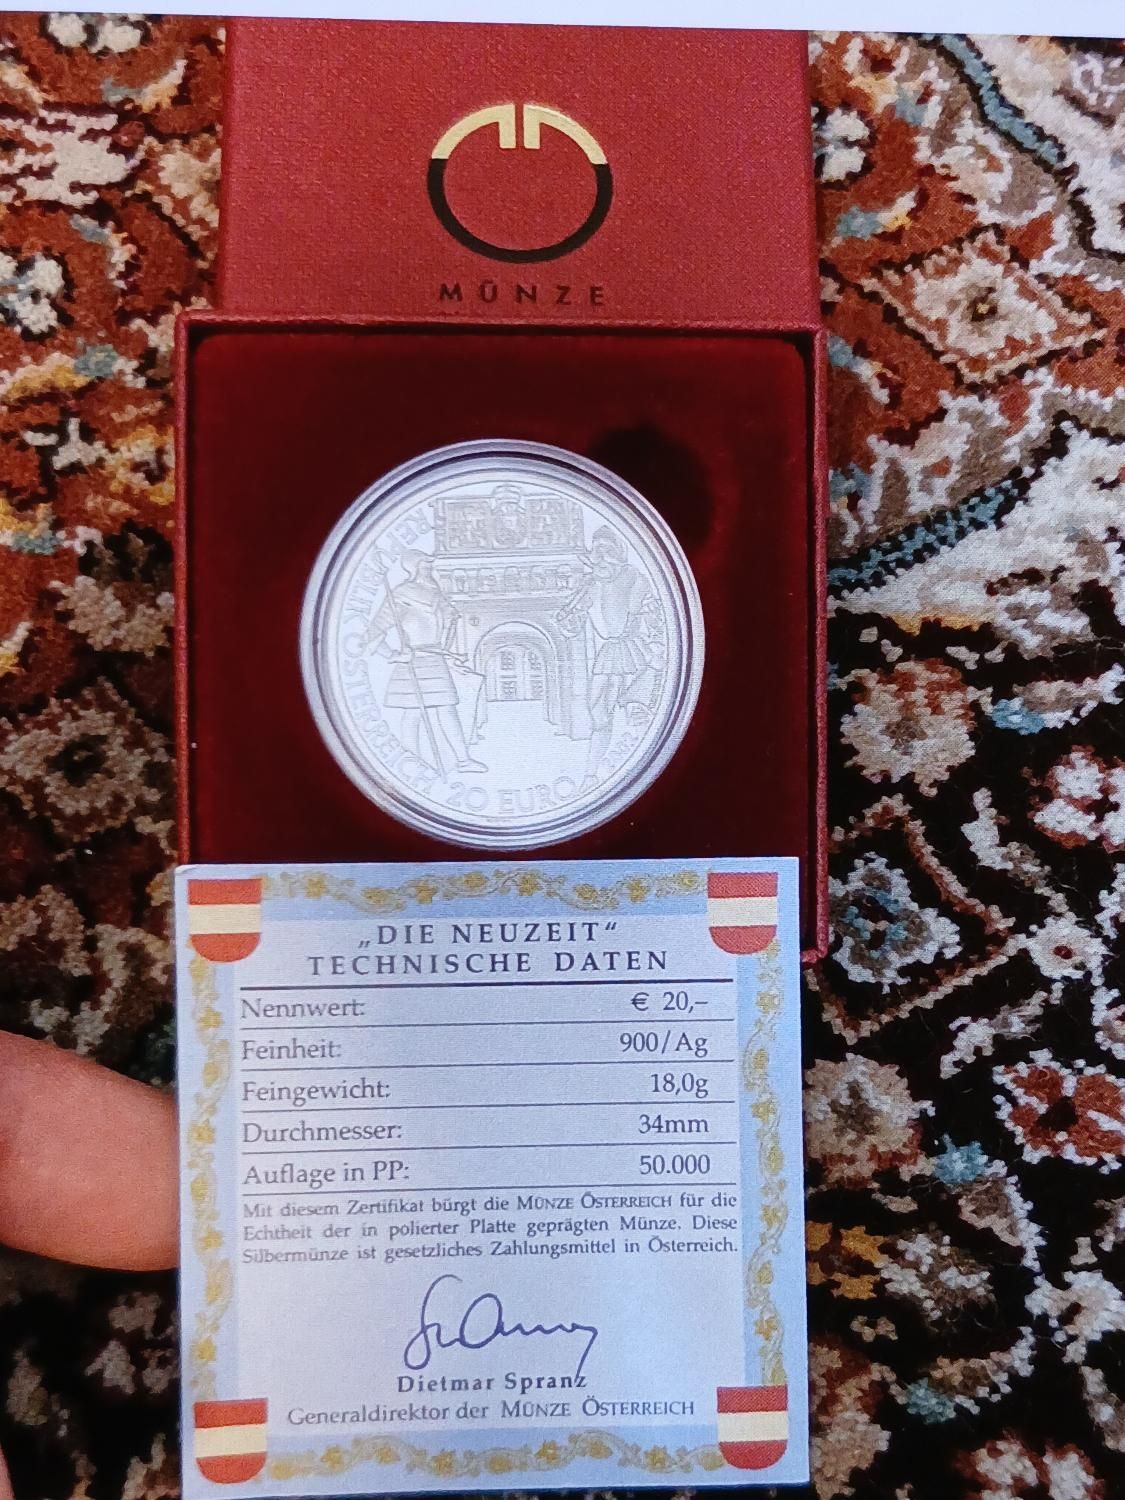 MÜNZE
REPUBLIK ÖSTERREICH 20 EURO 2002
„DIE NEUZEIT“
TECHNISCHE DATEN
Nennwert: € 20,–
Feinheit: 900/Ag
Feingewicht: 18,0g
Durchmesser: 34mm
Auflage in PP: 50.000
Mit diesem Zertifikat bürgt die MÜNZE ÖSTERREICH für die
Echtheit der in polierter Platte geprägten Münze. Diese
Silbermünze ist gesetzliches Zahlungsmittel in Österreich.
Dietmar Spranz
Generaldirektor der MÜNZE ÖSTERREICH